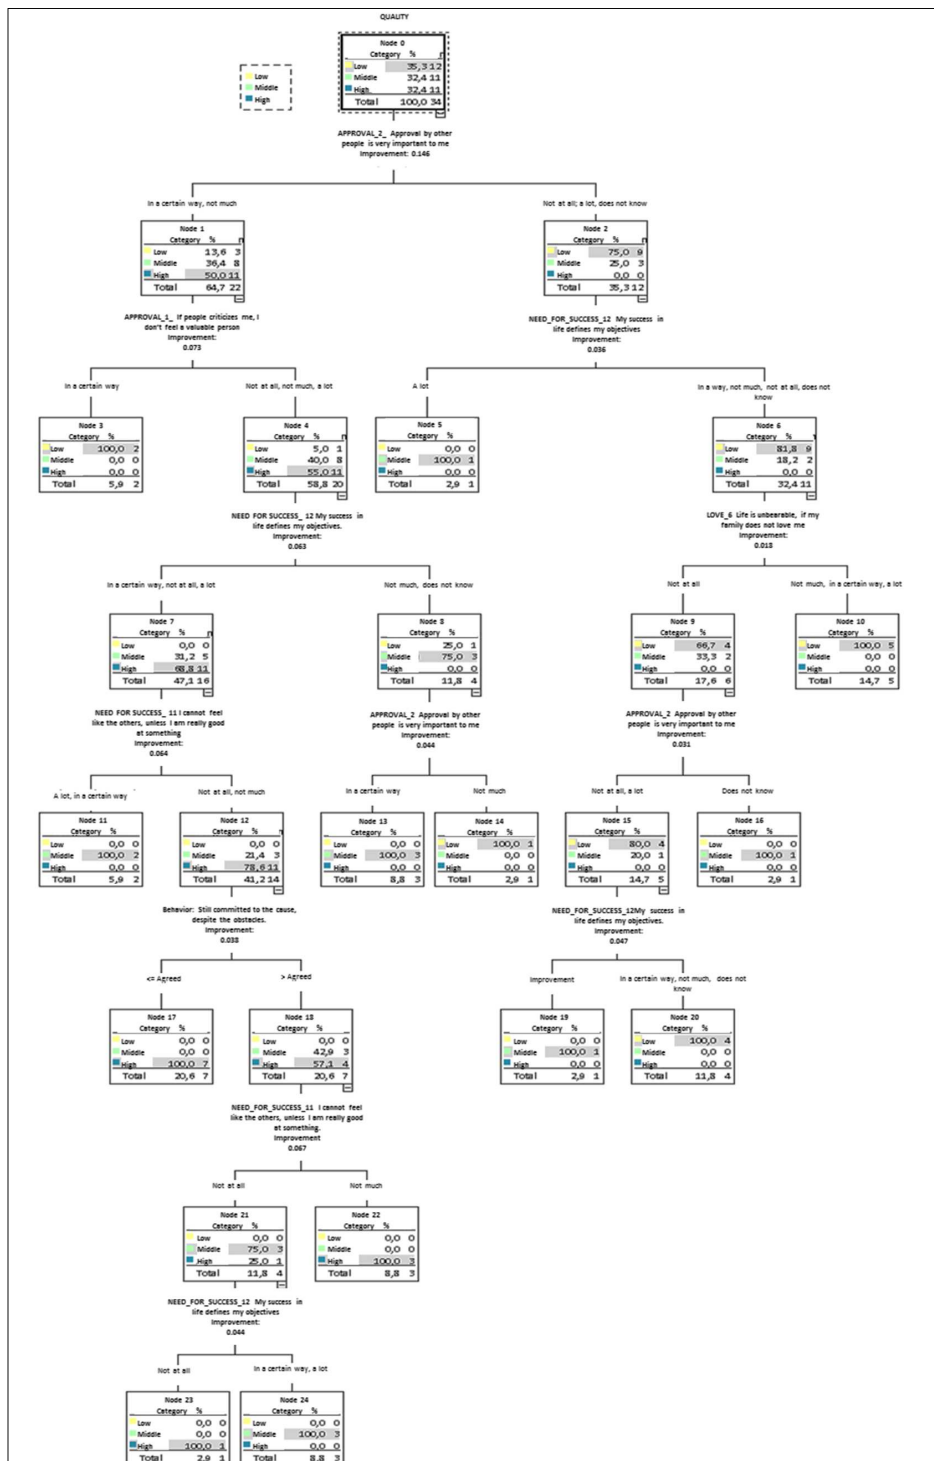 QUALITY
Low
Middle
High
Node 0
Category % n
Low 35,3 12
Middle 32,4 11
High 32,4 11
Total 100,0 34
APPROVAL_2_ Approval by other
people is very important to me
Improvement: 0.146
In a certain way, not much
Not at all; a lot, does not know
Node 1
Category % n
Low 13,6 3
Middle 36,4 8
High 50,0 11
Total 64,7 22
Node 2
Category %
Low 75,0 9
Middle 25,0 3
High 0,0 0
Total 35,3 12
APPROVAL_1_ If people criticizes me, I
don't feel a valuable person
Improvement:
0.073
NEED_FOR_SUCCESS_12 My success in
life defines my objectives
Improvement:
0.036
In a certain way
Not at all, not much, a lot
A lot
In a way, not much, not at all, does not
know
Node 3
Category %
Low 100,0 2
Middle 0,0 0
High 0,0 0
Total 5,9 2
Node 4
Category % n
Low 5,0 1
Middle 40,0 8
High 55,0 11
Total 58,8 20
Node 5
Category %
Low 0,0 0
Middle 100,0 1
High 0,0 0
Total 2,9 1
Node 6
Category % n
Low 81,8 9
Middle 18,2 2
High 0,0 0
Total 32,4 11
NEED FOR SUCCESS_ 12 My success in
life defines my objectives.
Improvement:
0.063
LOVE_6 Life is unbearable, if my
family does not love me
Improvement:
0.018
In a certain way, not at all, a lot
Not much, does not know
Not at all
Not much, in a certain way, a lot
Node 7
Category % n
Low 0,0 0
Middle 31,2 5
High 68,8 11
Total 47,1 16
Node 8
Category %
Low 25,0 1
Middle 75,0 3
High 0,0 0
Total 11,8 4
Node 9
Category %
Low 66,7 4
Middle 33,3 2
High 0,0 0
Total 17,6 6
Node 10
Category %
Low 100,0 5
Middle 0,0 0
High 0,0 0
Total 14,7 5
NEED FOR SUCCESS_ 11 I cannot feel
like the others, unless I am really good
at something
Improvement:
0.064
APPROVAL_2 Approval by other
people is very important to me
Improvement:
0.044
APPROVAL_2 Approval by other
people is very important to me
Improvement:
0.031
A lot, in a certain way
Not at all, not much
In a certain way
Not much
Not at all, a lot
Does not know
Node 11
Category %
Low 0,0 0
Middle 100,0 2
High 0,0 0
Total 5,9 2
Node 12
Category % n
Low 0,0 0
Middle 21,4 3
High 78,6 11
Total 41,2 14
Node 13
Category %
Low 0,0 0
Middle 100,0 3
High 0,0 0
Total 8,8 3
Node 14
Category %
Low 100,0 1
Middle 0,0 0
High 0,0 0
Total 2,9 1
Node 15
Category %
Low 80,0 4
Middle 20,0 1
High 0,0 0
Total 14,7 5
Node 16
Category %
Low 0,0 0
Middle 100,0 1
High 0,0 0
Total 2,9 1
Behavior: Still committed to the cause,
despite the obstacles.
Improvement:
0.038
NEED_FOR_SUCCESS_12My success in
life defines my objectives.
Improvement:
0.047
<= Agreed
> Agreed
Improvement
In a certain way, not much, does not
know
Node 17
Category %
Low 0,0 0
Middle 0,0 0
High 100,0 7
Total 20,6 7
Node 18
Category %
Low 0,0 0
Middle 42,9 3
High 57,1 4
Total 20,6 7
Node 19
Category %
Low 0,0 0
Middle 100,0 1
High 0,0 0
Total 2,9 1
Node 20
Category %
Low 100,0 4
Middle 0,0 0
High 0,0 0
Total 11,8 4
NEED_FOR_SUCCESS_11 I cannot feel
like the others, unless I am really good
at something.
Improvement
0.067
Not at all
Not much
Node 21
Category %
Low 0,0 0
Middle 75,0 3
High 25,0 1
Total 11,8 4
Node 22
Category %
Low 0,0 0
Middle 0,0 0
High 100,0 3
Total 8,8 3
NEED_FOR_SUCCESS_12 My success in
life defines my objectives
Improvement:
0.044
Not at all
In a certain way, a lot
Node 23
Category %
Low 0,0 0
Middle 0,0 0
High 100,0 1
Total 2,9 1
Node 24
Category %
Low 0,0 0
Middle 100,0 3
High 0,0 0
Total 8,8 3